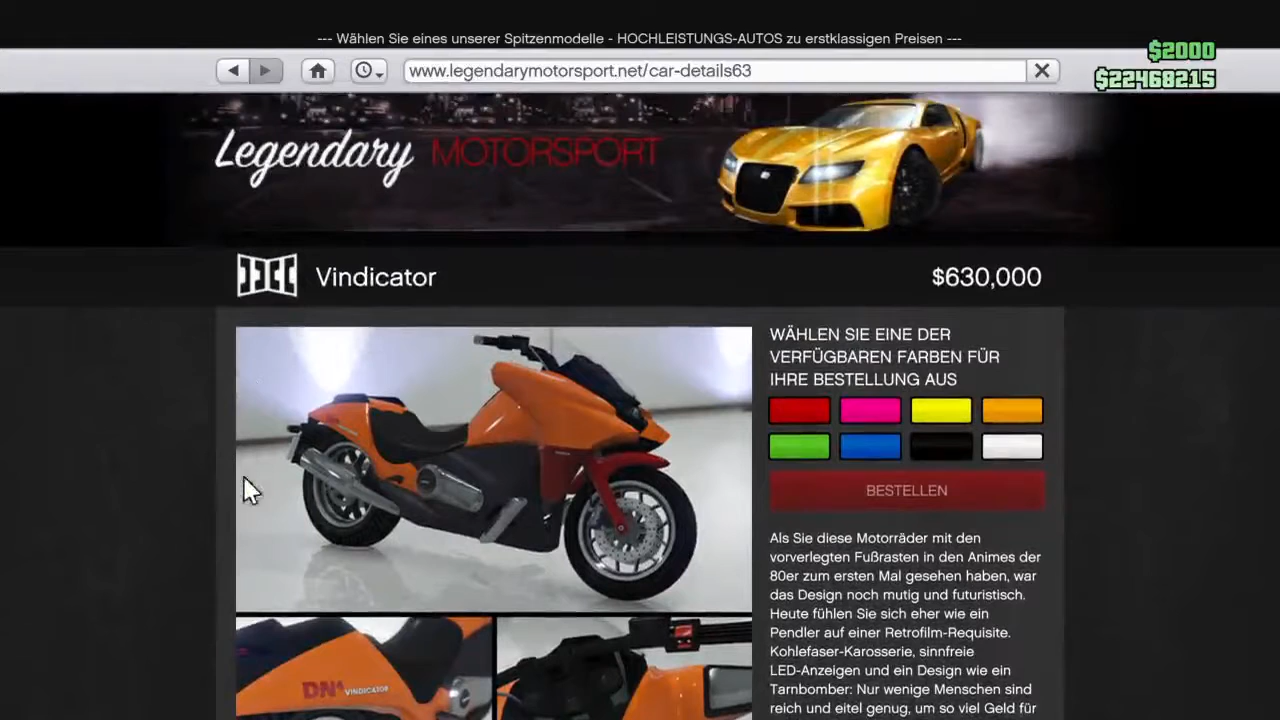 --- Wählen Sie eines unserer Spitzenmodelle - HOCHLEISTUNGS-AUTOS zu erstklassigen Preisen ---
$2000
www.legendarymotorsport.net/car-details63
$22468215
Legendary MOTORSPORT
Vindicator
$630,000
WÄHLEN SIE EINE DER
VERFÜGBAREN FARBEN FÜR
IHRE BESTELLUNG AUS
BESTELLEN
Als Sie diese Motorräder mit den
vorverlegten Fußrasten in den Animes der
80er zum ersten Mal gesehen haben, war
das Design noch mutig und futuristisch.
Heute fühlen Sie sich eher wie ein
Pendler auf einer Retrofilm-Requisite.
Kohlefaser-Karosserie, sinnfreie
LED-Anzeigen und ein Design wie ein
Tarnbomber: Nur wenige Menschen sind
reich und eitel genug, um so viel Geld für
VINDICATOR